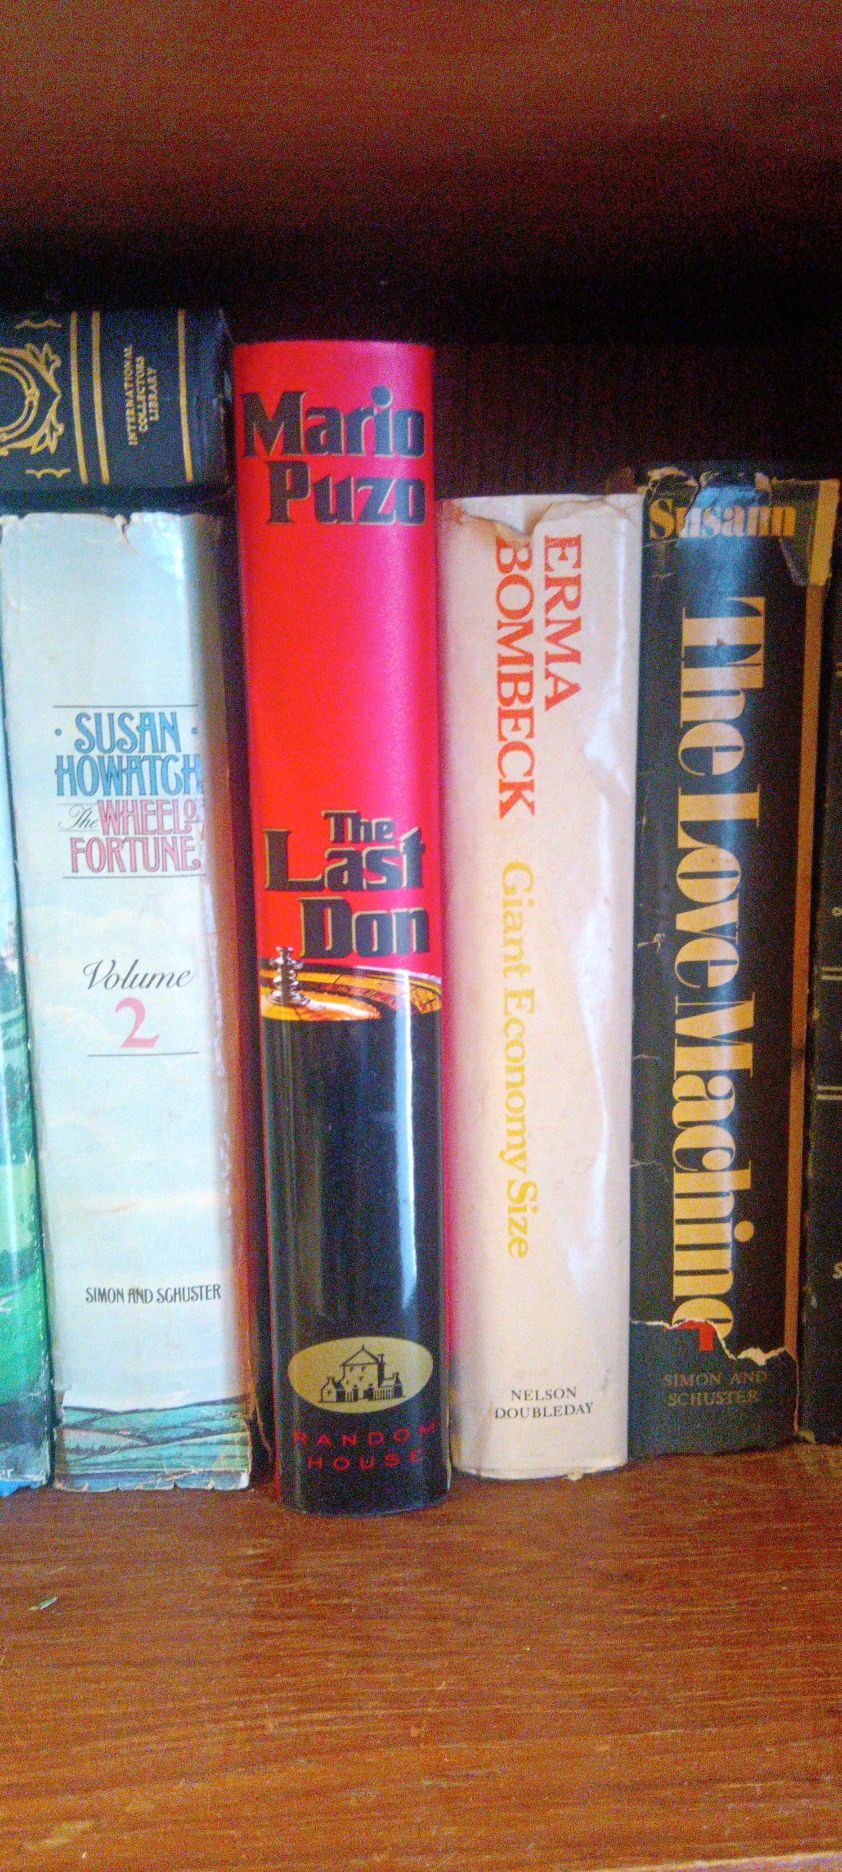 INTERNATIONAL
COLLECTORS
LIBRARY
SUSAN
HOWATCH
The WHEEL OF
FORTUNE
Volume
2
SIMON AND SCHUSTER
Mario
Puzo
The
Last
Don
RANDOM
HOUSE
ERMA
BOMBECK
Giant Economy Size
NELSON
DOUBLEDAY
Susann
The Love Machine
SIMON AND
SCHUSTER